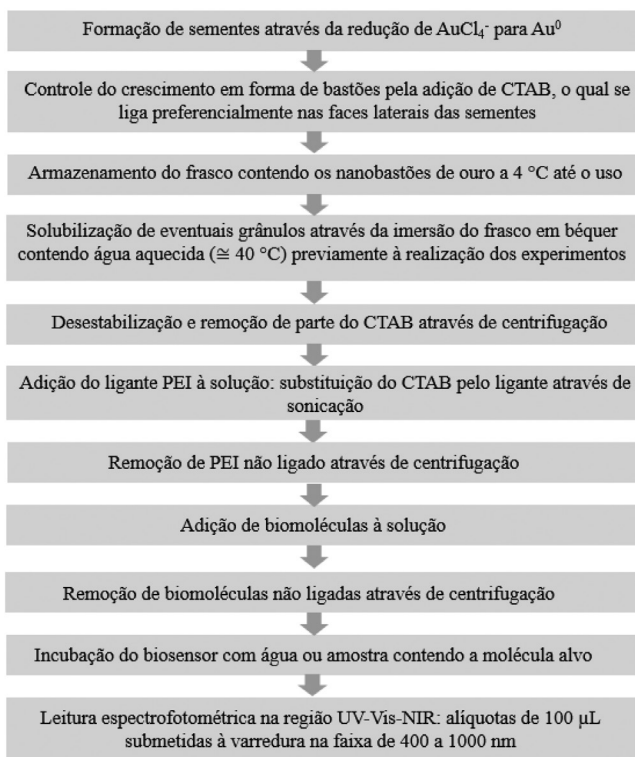 Formação de sementes através da redução de AuCl₄⁻ para Au⁰
Controle do crescimento em forma de bastões pela adição de CTAB, o qual se
liga preferencialmente nas faces laterais das sementes
Armazenamento do frasco contendo os nanobastões de ouro a 4 °C até o uso
Solubilização de eventuais grânulos através da imersão do frasco em béquer
contendo água aquecida (≅ 40 °C) previamente à realização dos experimentos
Desestabilização e remoção de parte do CTAB através de centrifugação
Adição do ligante PEI à solução: substituição do CTAB pelo ligante através de
sonicação
Remoção de PEI não ligado através de centrifugação
Adição de biomoléculas à solução
Remoção de biomoléculas não ligadas através de centrifugação
Incubação do biosensor com água ou amostra contendo a molécula alvo
Leitura espectrofotométrica na região UV-Vis-NIR: alíquotas de 100 µL
submetidas à varredura na faixa de 400 a 1000 nm